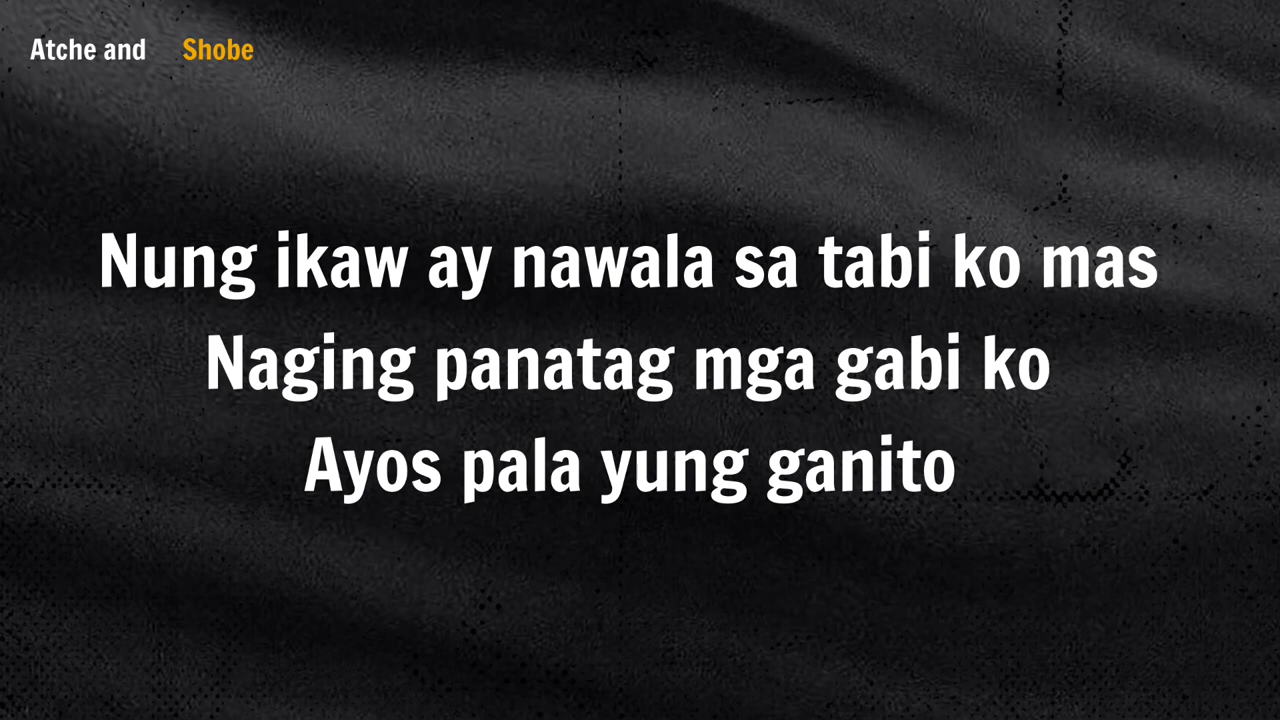 Atche and Shobe
Nung ikaw ay nawala sa tabi ko mas
Naging panatag mga gabi ko
Ayos pala yung ganito